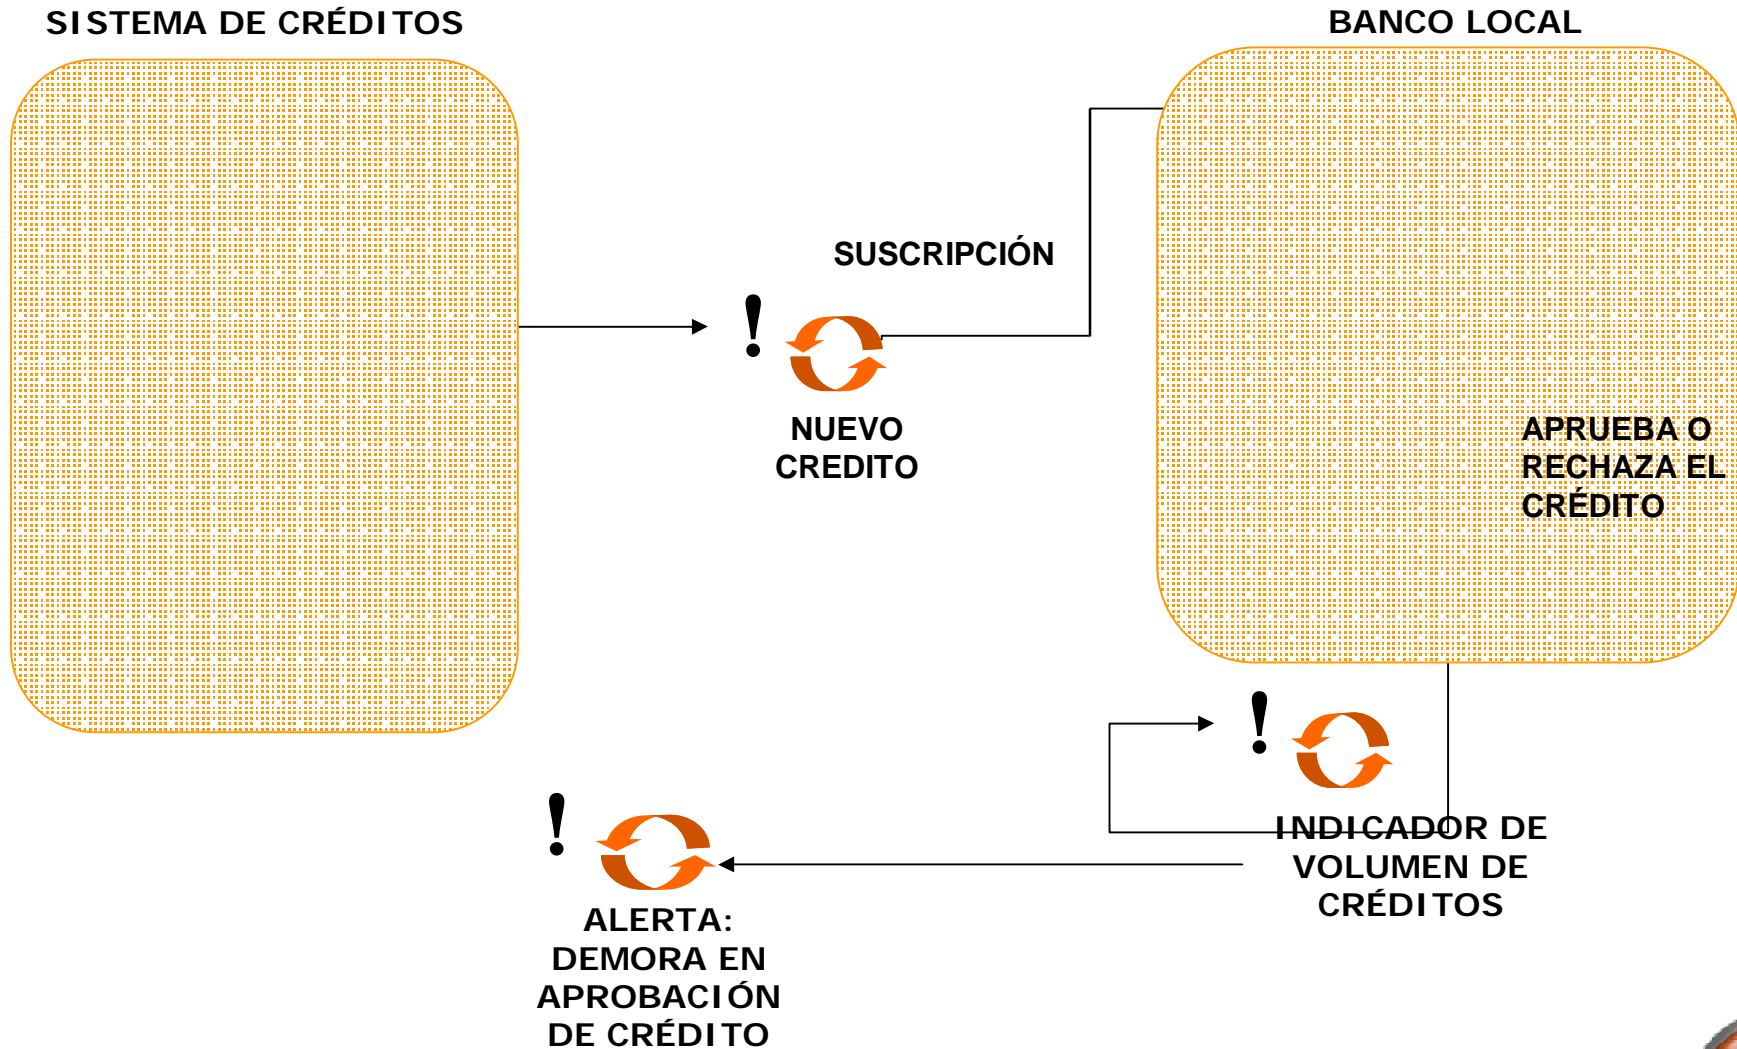 SISTEMA DE CRÉDITOS
BANCO LOCAL
SUSCRIPCIÓN
!
NUEVO
CREDITO
APRUEBA O
RECHAZA EL
CRÉDITO
!
INDICADOR DE
VOLUMEN DE
CRÉDITOS
!
ALERTA:
DEMORA EN
APROBACIÓN
DE CRÉDITO